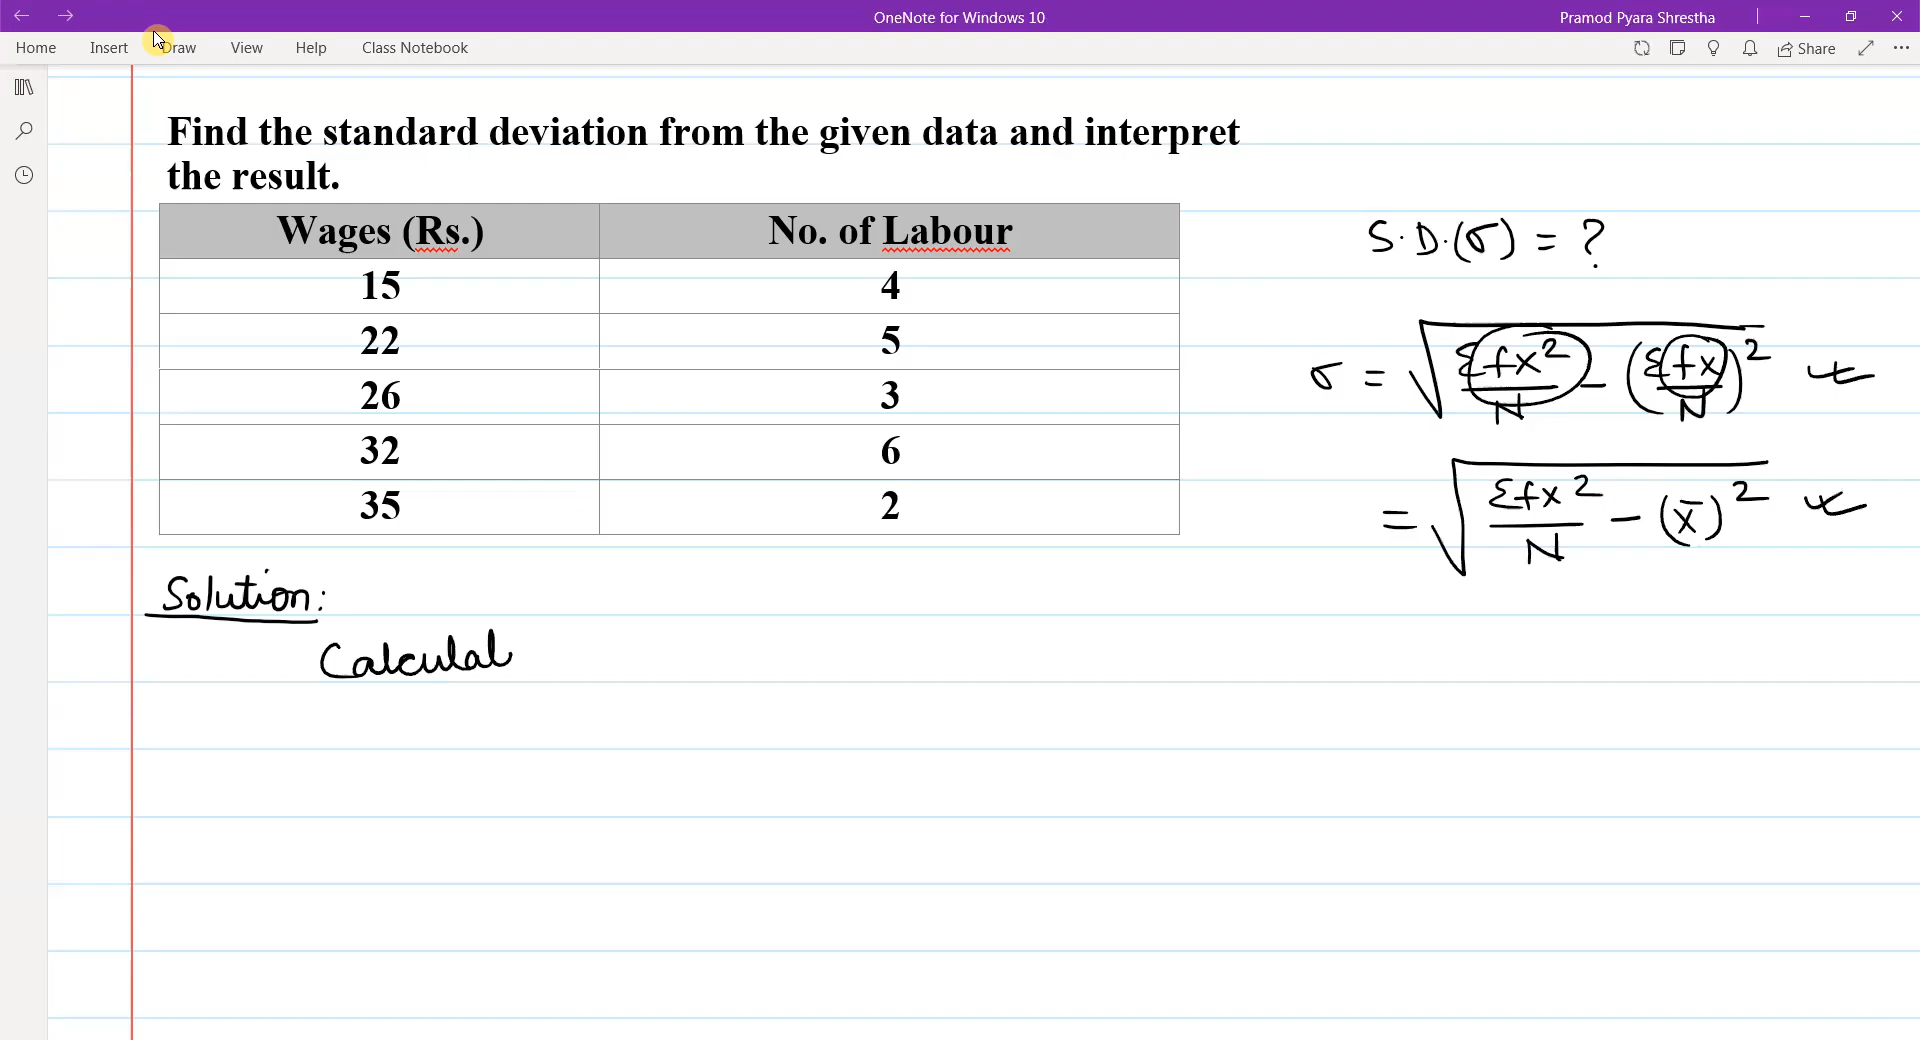 OneNote for Windows 10
Pramod Pyara Shrestha
Home Insert Draw View Help Class Notebook Share
Find the standard deviation from the given data and interpret
the result.
Wages (Rs.) No. of Labour
15 4
22 5
26 3
32 6
35 2
S.D.(σ) = ?
σ = √(Σfx²/N - (Σfx/N)²)
= √(Σfx²/N - (x̄)²)
Solution:
Calculat